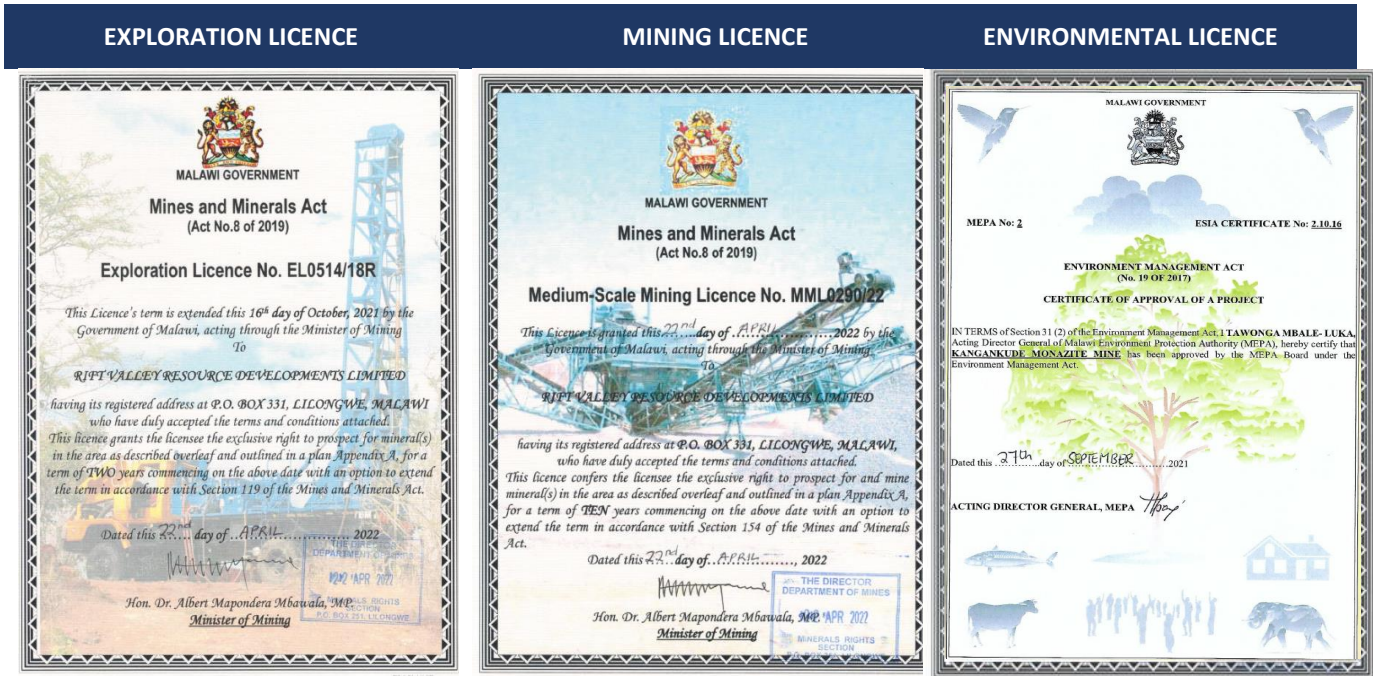 EXPLORATION LICENCE
MINING LICENCE
ENVIRONMENTAL LICENCE
MALAWI GOVERNMENT
Mines and Minerals Act
(Act No.8 of 2019)
Exploration Licence No. EL0514/18R
This Licence's term is extended this 16th day of October, 2021 by the
Government of Malawi, acting through the Minister of Mining
To
RIFT VALLEY RESOURCE DEVELOPMENTS LIMITED
having its registered address at P.O. BOX 331, LILONGWE, MALAWI
who have duly accepted the terms and conditions attached.
This licence grants the licensee the exclusive right to prospect for mineral(s)
in the area as described overleaf and outlined in a plan Appendix A, for a
term of TWO years commencing on the above date with an option to extend
the term in accordance with Section 119 of the Mines and Minerals Act.
Dated this 22nd day of APRIL 2022
THE DIRECTOR
DEPARTMENT OF MINES
APR 2022
MINERALS RIGHTS
SECTION
P.O. BOX 251, LILONGWE
Hon. Dr. Albert Mapondera Mbawala, MP
Minister of Mining
MALAWI GOVERNMENT
Mines and Minerals Act
(Act No.8 of 2019)
Medium-Scale Mining Licence No. MML0290/22
This Licence is granted this 22nd day of APRIL 2022 by the
Government of Malawi, acting through the Minister of Mining
To
RIFT VALLEY RESOURCE DEVELOPMENTS LIMITED
having its registered address at P.O. BOX 331, LILONGWE, MALAWI,
who have duly accepted the terms and conditions attached.
This licence confers the licensee the exclusive right to prospect for and mine
mineral(s) in the area as described overleaf and outlined in a plan Appendix A,
for a term of TEN years commencing on the above date with an option to
extend the term in accordance with Section 154 of the Mines and Minerals
Act.
Dated this 22nd day of APRIL, 2022
THE DIRECTOR
DEPARTMENT OF MINES
APR 2022
MINERALS RIGHTS
SECTION
Hon. Dr. Albert Mapondera Mbawala, MP.
Minister of Mining
MALAWI GOVERNMENT
MEPA No: 2
ESIA CERTIFICATE No: 2.10.16
ENVIRONMENT MANAGEMENT ACT
(No. 19 OF 2017)
CERTIFICATE OF APPROVAL OF A PROJECT
IN TERMS of Section 31 (2) of the Environment Management Act, I TAWONGA MBALE- LUKA,
Acting Director General of Malawi Environment Protection Authority (MEPA), hereby certify that
KANGANKUDE MONAZITE MINE has been approved by the MEPA Board under the
Environment Management Act.
Dated this 27th day of SEPTEMBER 2021
ACTING DIRECTOR GENERAL, MEPA